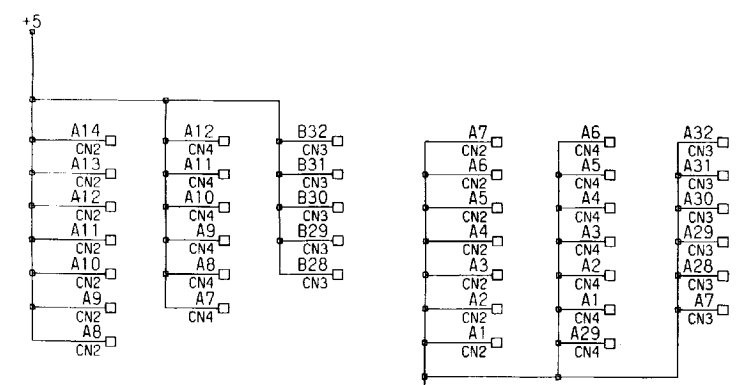 +5
A14
CN2
A13
CN2
A12
CN2
A11
CN2
A10
CN2
A9
CN2
A8
CN2
A12
CN4
A11
CN4
A10
CN4
A9
CN4
A8
CN4
A7
CN4
B32
CN3
B31
CN3
B30
CN3
B29
CN3
B28
CN3
A7
CN2
A6
CN2
A5
CN2
A4
CN2
A3
CN2
A2
CN2
A1
CN2
A6
CN4
A5
CN4
A4
CN4
A3
CN4
A2
CN4
A1
CN4
A29
CN4
A32
CN3
A31
CN3
A30
CN3
A29
CN3
A28
CN3
A7
CN3